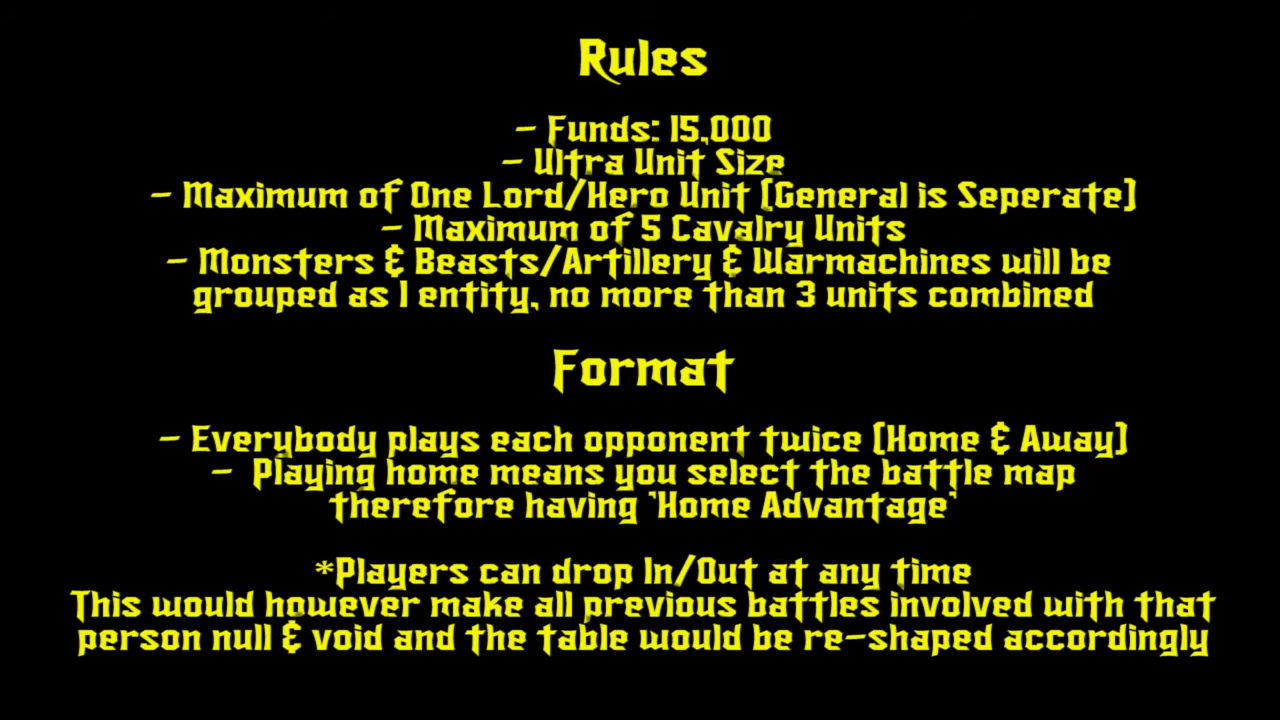 Rules
- Funds: 15,000
- Ultra Unit Size
- Maximum of One Lord/Hero Unit (General is Seperate)
- Maximum of 5 Cavalry Units
- Monsters & Beasts/Artillery & Warmachines will be
grouped as 1 entity, no more than 3 units combined
Format
- Everybody plays each opponent twice (Home & Away)
- Playing home means you select the battle map
therefore having 'Home Advantage'
*Players can drop In/Out at any time
This would however make all previous battles involved with that
person null & void and the table would be re-shaped accordingly